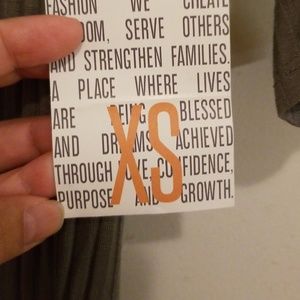 FASHION WE CREATE
DOM, SERVE OTHERS
AND STRENGTHEN FAMILIES.
A PLACE WHERE LIVES
ARE BEING BLESSED
AND DREAMS ACHIEVED
THROUGH LOVE, CONFIDENCE,
PURPOSE AND GROWTH.
XS